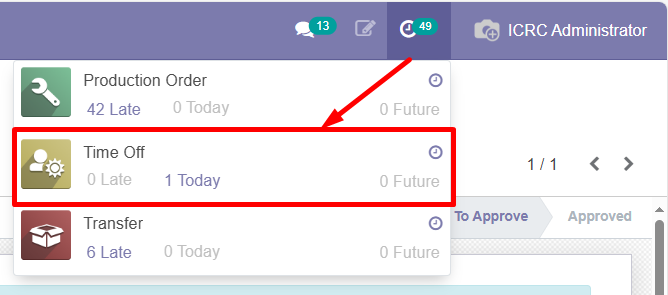 13 49 ICRC Administrator
Production Order
42 Late 0 Today 0 Future
Time Off
0 Late 1 Today 0 Future
1 / 1
Transfer
To Approve Approved
6 Late 0 Today 0 Future